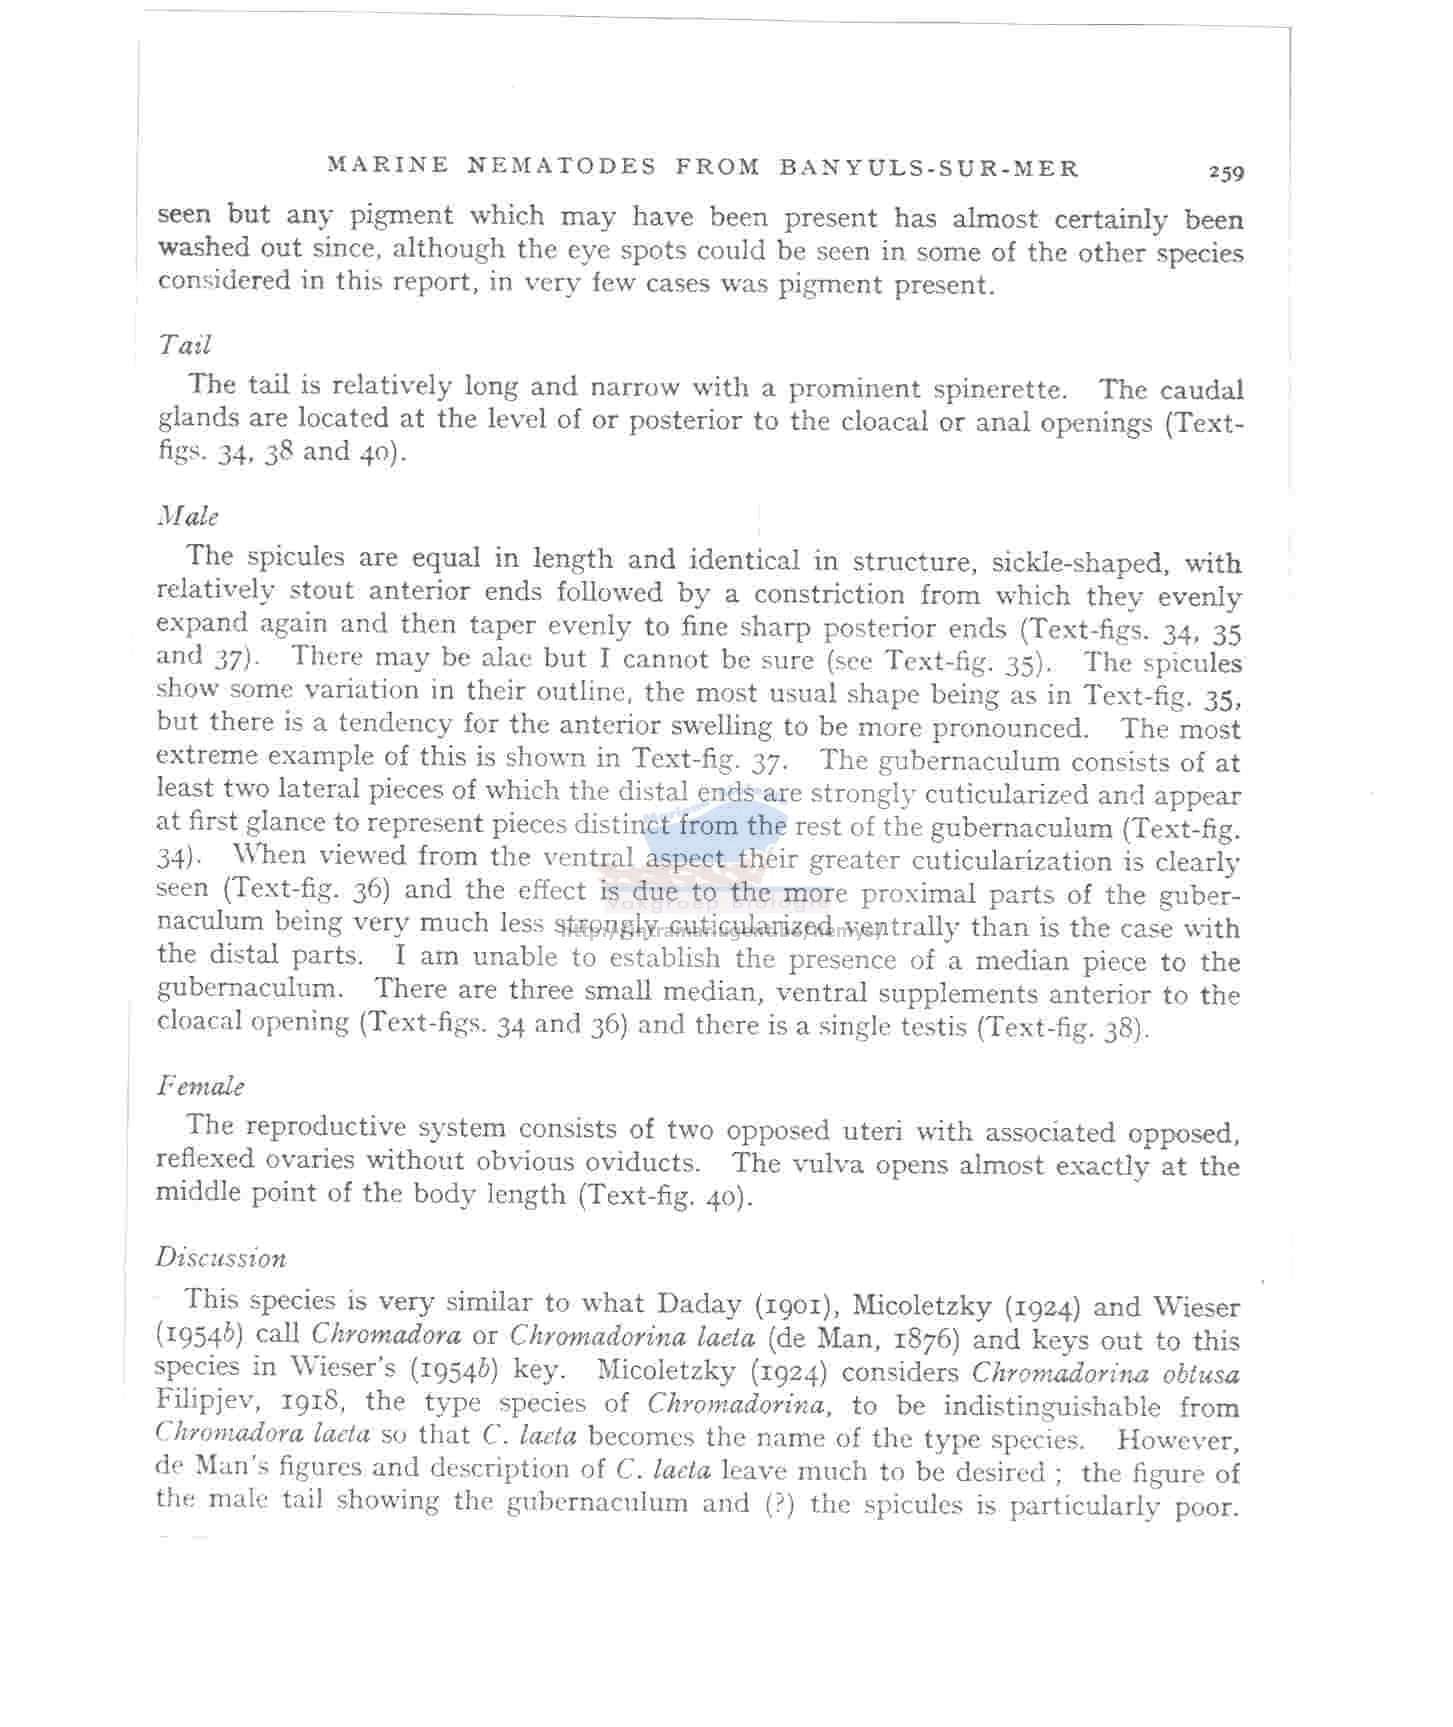 MARINE NEMATODES FROM BANYULS-SUR-MER 259
seen but any pigment which may have been present has almost certainly been
washed out since, although the eye spots could be seen in some of the other species
considered in this report, in very few cases was pigment present.
Tail
The tail is relatively long and narrow with a prominent spinerette. The caudal
glands are located at the level of or posterior to the cloacal or anal openings (Text-
figs. 34, 38 and 40).
Male
The spicules are equal in length and identical in structure, sickle-shaped, with
relatively stout anterior ends followed by a constriction from which they evenly
expand again and then taper evenly to fine sharp posterior ends (Text-figs. 34, 35
and 37). There may be alae but I cannot be sure (see Text-fig. 35). The spicules
show some variation in their outline, the most usual shape being as in Text-fig. 35,
but there is a tendency for the anterior swelling to be more pronounced. The most
extreme example of this is shown in Text-fig. 37. The gubernaculum consists of at
least two lateral pieces of which the distal ends are strongly cuticularized and appear
at first glance to represent pieces distinct from the rest of the gubernaculum (Text-fig.
34). When viewed from the ventral aspect their greater cuticularization is clearly
seen (Text-fig. 36) and the effect is due to the more proximal parts of the guber-
Vakgroep Biologie
naculum being very much less strongly cuticularized ventrally than is the case with
the distal parts. I am unable to establish the presence of a median piece to the
gubernaculum. There are three small median, ventral supplements anterior to the
cloacal opening (Text-figs. 34 and 36) and there is a single testis (Text-fig. 38).
Female
The reproductive system consists of two opposed uteri with associated opposed,
reflexed ovaries without obvious oviducts. The vulva opens almost exactly at the
middle point of the body length (Text-fig. 40).
Discussion
This species is very similar to what Daday (1901), Micoletzky (1924) and Wieser
(1954b) call Chromadora or Chromadorina laeta (de Man, 1876) and keys out to this
species in Wieser's (1954b) key. Micoletzky (1924) considers Chromadorina obtusa
Filipjev, 1918, the type species of Chromadorina, to be indistinguishable from
Chromadora laeta so that C. laeta becomes the name of the type species. However,
de Man's figures and description of C. laeta leave much to be desired ; the figure of
the male tail showing the gubernaculum and (?) the spicules is particularly poor.